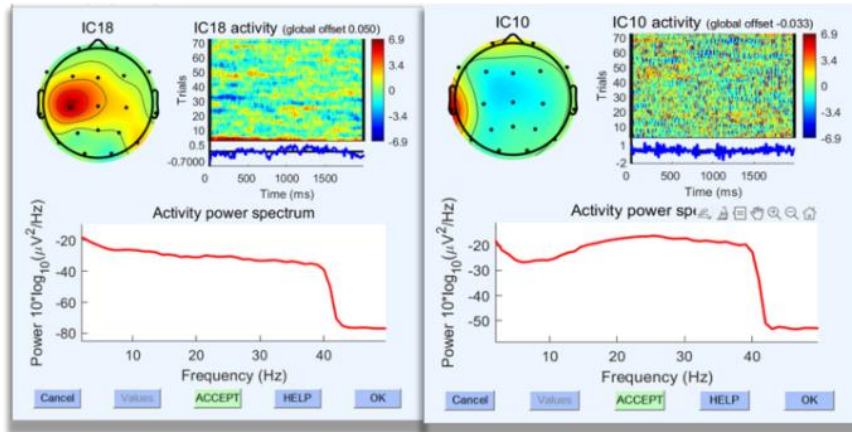 IC18
IC18 activity (global offset 0.050)
Trials
70
60
50
40
30
20
10
0.5
-0.7000
0 500 1000 1500
Time (ms)
6.9
3.4
0
-3.4
-6.9
Activity power spectrum
Power 10*log10(μV²/Hz)
-20
-40
-60
-80
10 20 30 40
Frequency (Hz)
Cancel Values ACCEPT HELP OK
IC10
IC10 activity (global offset -0.033)
Trials
70
60
50
40
30
20
10
1
-2
0 500 1000 1500
Time (ms)
6.9
3.4
0
-3.4
-6.9
Activity power spe
Power 10*log10(μV²/Hz)
-20
-30
-40
-50
10 20 30 40
Frequency (Hz)
Cancel Values ACCEPT HELP OK